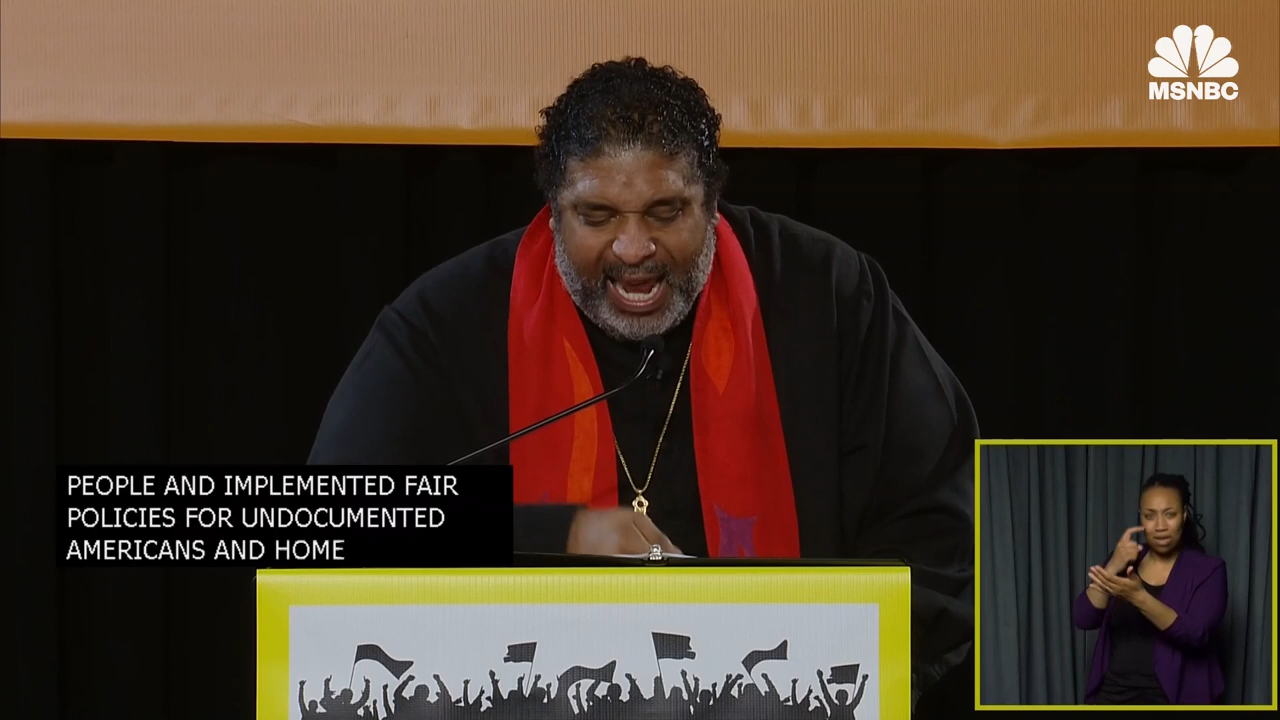 MSNBC
PEOPLE AND IMPLEMENTED FAIR
POLICIES FOR UNDOCUMENTED
AMERICANS AND HOME